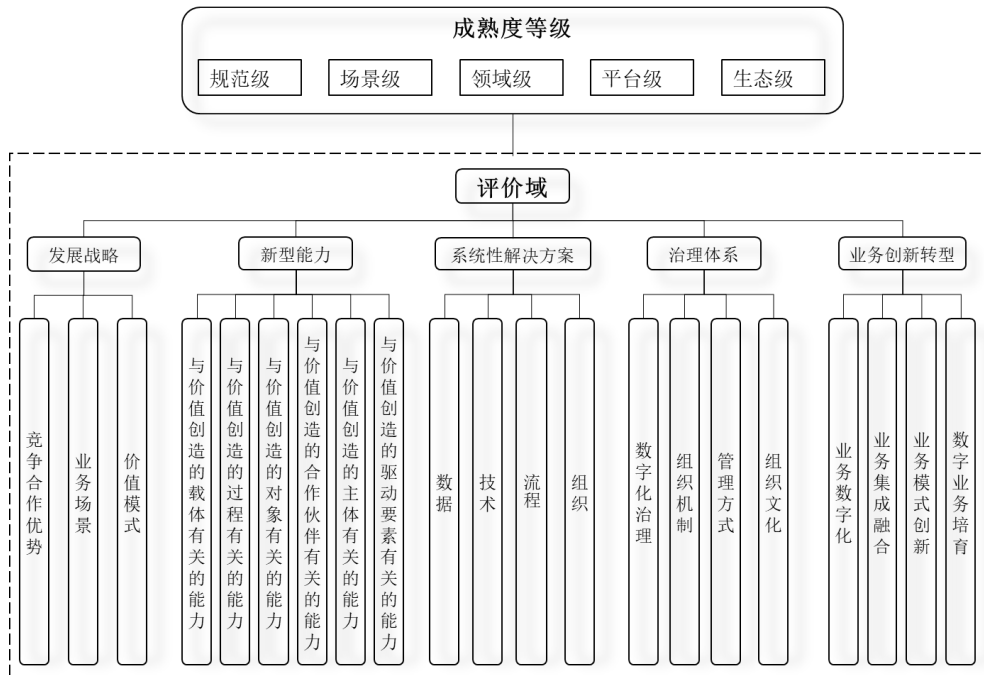 成熟度等级
规范级
场景级
领域级
平台级
生态级
评价域
发展战略
新型能力
系统性解决方案
治理体系
业务创新转型
竞争合作优势
业务场景
价值模式
与价值创造的载体有关的能力
与价值创造的过程有关的能力
与价值创造的对象有关的能力
与价值创造的合作伙伴有关的能力
与价值创造的主体有关的能力
与价值创造的驱动要素有关的能力
数据
技术
流程
组织
数字化治理
组织机制
管理方式
组织文化
业务数字化
业务集成融合
业务模式创新
数字业务培育